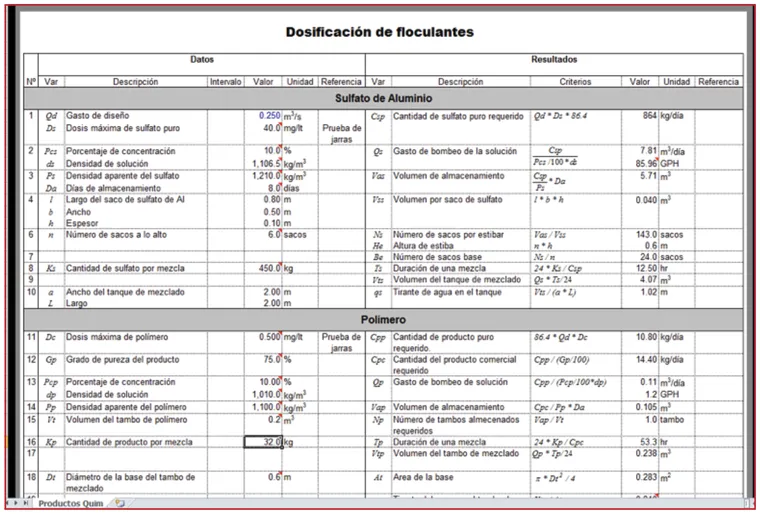 Dosificación de floculantes
Datos Resultados
Nº Var Descripción Intervalo Valor Unidad Referencia Var Descripción Criterios Valor Unidad Referencia
Sulfato de Aluminio
1 Qd Gasto de diseño 0.250 m³/s Csp Cantidad de sulfato puro requerido Qd * Ds * 86.4 864 kg/día
Ds Dosis máxima de sulfato puro 40.0 mg/lt Prueba de jarras
2 Pcs Porcentaje de concentración 10.0 % Qs Gasto de bombeo de la solución Csp / Pcs /100 * ds 7.81 m³/día
ds Densidad de solución 1,106.5 kg/m³ 85.96 GPH
3 Ps Densidad aparente del sulfato 1,210.0 kg/m³ Vas Volumen de almacenamiento Csp / Ps * Da 5.71 m³
Da Días de almacenamiento 8.0 días
4 l Largo del saco de sulfato de Al 0.80 m Vss Volumen por saco de sulfato l * b * h 0.040 m³
b Ancho 0.50 m
h Espesor 0.10 m
6 n Número de sacos a lo alto 6.0 sacos Ns Número de sacos por estibar Vas / Vss 143.0 sacos
He Altura de estiba n * h 0.6 m
7 Be Número de sacos base Ns / n 24.0 sacos
8 Ks Cantidad de sulfato por mezcla 450.0 kg Ts Duración de una mezcla 24 * Ks / Csp 12.50 hr
9 Vts Volumen del tanque de mezclado Qs * Ts/24 4.07 m³
10 a Ancho del tanque de mezclado 2.00 m qs Tirante de agua en el tanque Vts / (a * L) 1.02 m
L Largo 2.00 m
Polímero
11 Dc Dosis máxima de polímero 0.500 mg/lt Prueba de jarras Cpp Cantidad de producto puro requerido. 86.4 * Qd * Dc 10.80 kg/día
12 Gp Grado de pureza del producto 75.0 % Cpc Cantidad del producto comercial requerido Cpp / (Gp/100) 14.40 kg/día
13 Pcp Porcentaje de concentración 10.00 % Qp Gasto de bombeo de solución Cpp / (Pcp/100*dp) 0.11 m³/día
dp Densidad de solución 1,010.0 kg/m³ 1.2 GPH
14 Pp Densidad aparente del polímero 1,100.0 kg/m³ Vap Volumen de almacenamiento Cpc / Pp * Da 0.105 m³
15 Vt Volumen del tambo de polímero 0.2 m³ Np Número de tambos almecenados requeridos Vap / Vt 1.0 tambo
16 Kp Cantidad de producto por mezcla 32.0 kg Tp Duración de una mezcla 24 * Kp / Cpc 53.3 hr
17 Vtp Volumen del tambo de mezclado Qp * Tp/24 0.238 m³
18 Dt Diámetro de la base del tambo de mezclado 0.6 m At Area de la base π * Dt² / 4 0.283 m²
Productos Quim